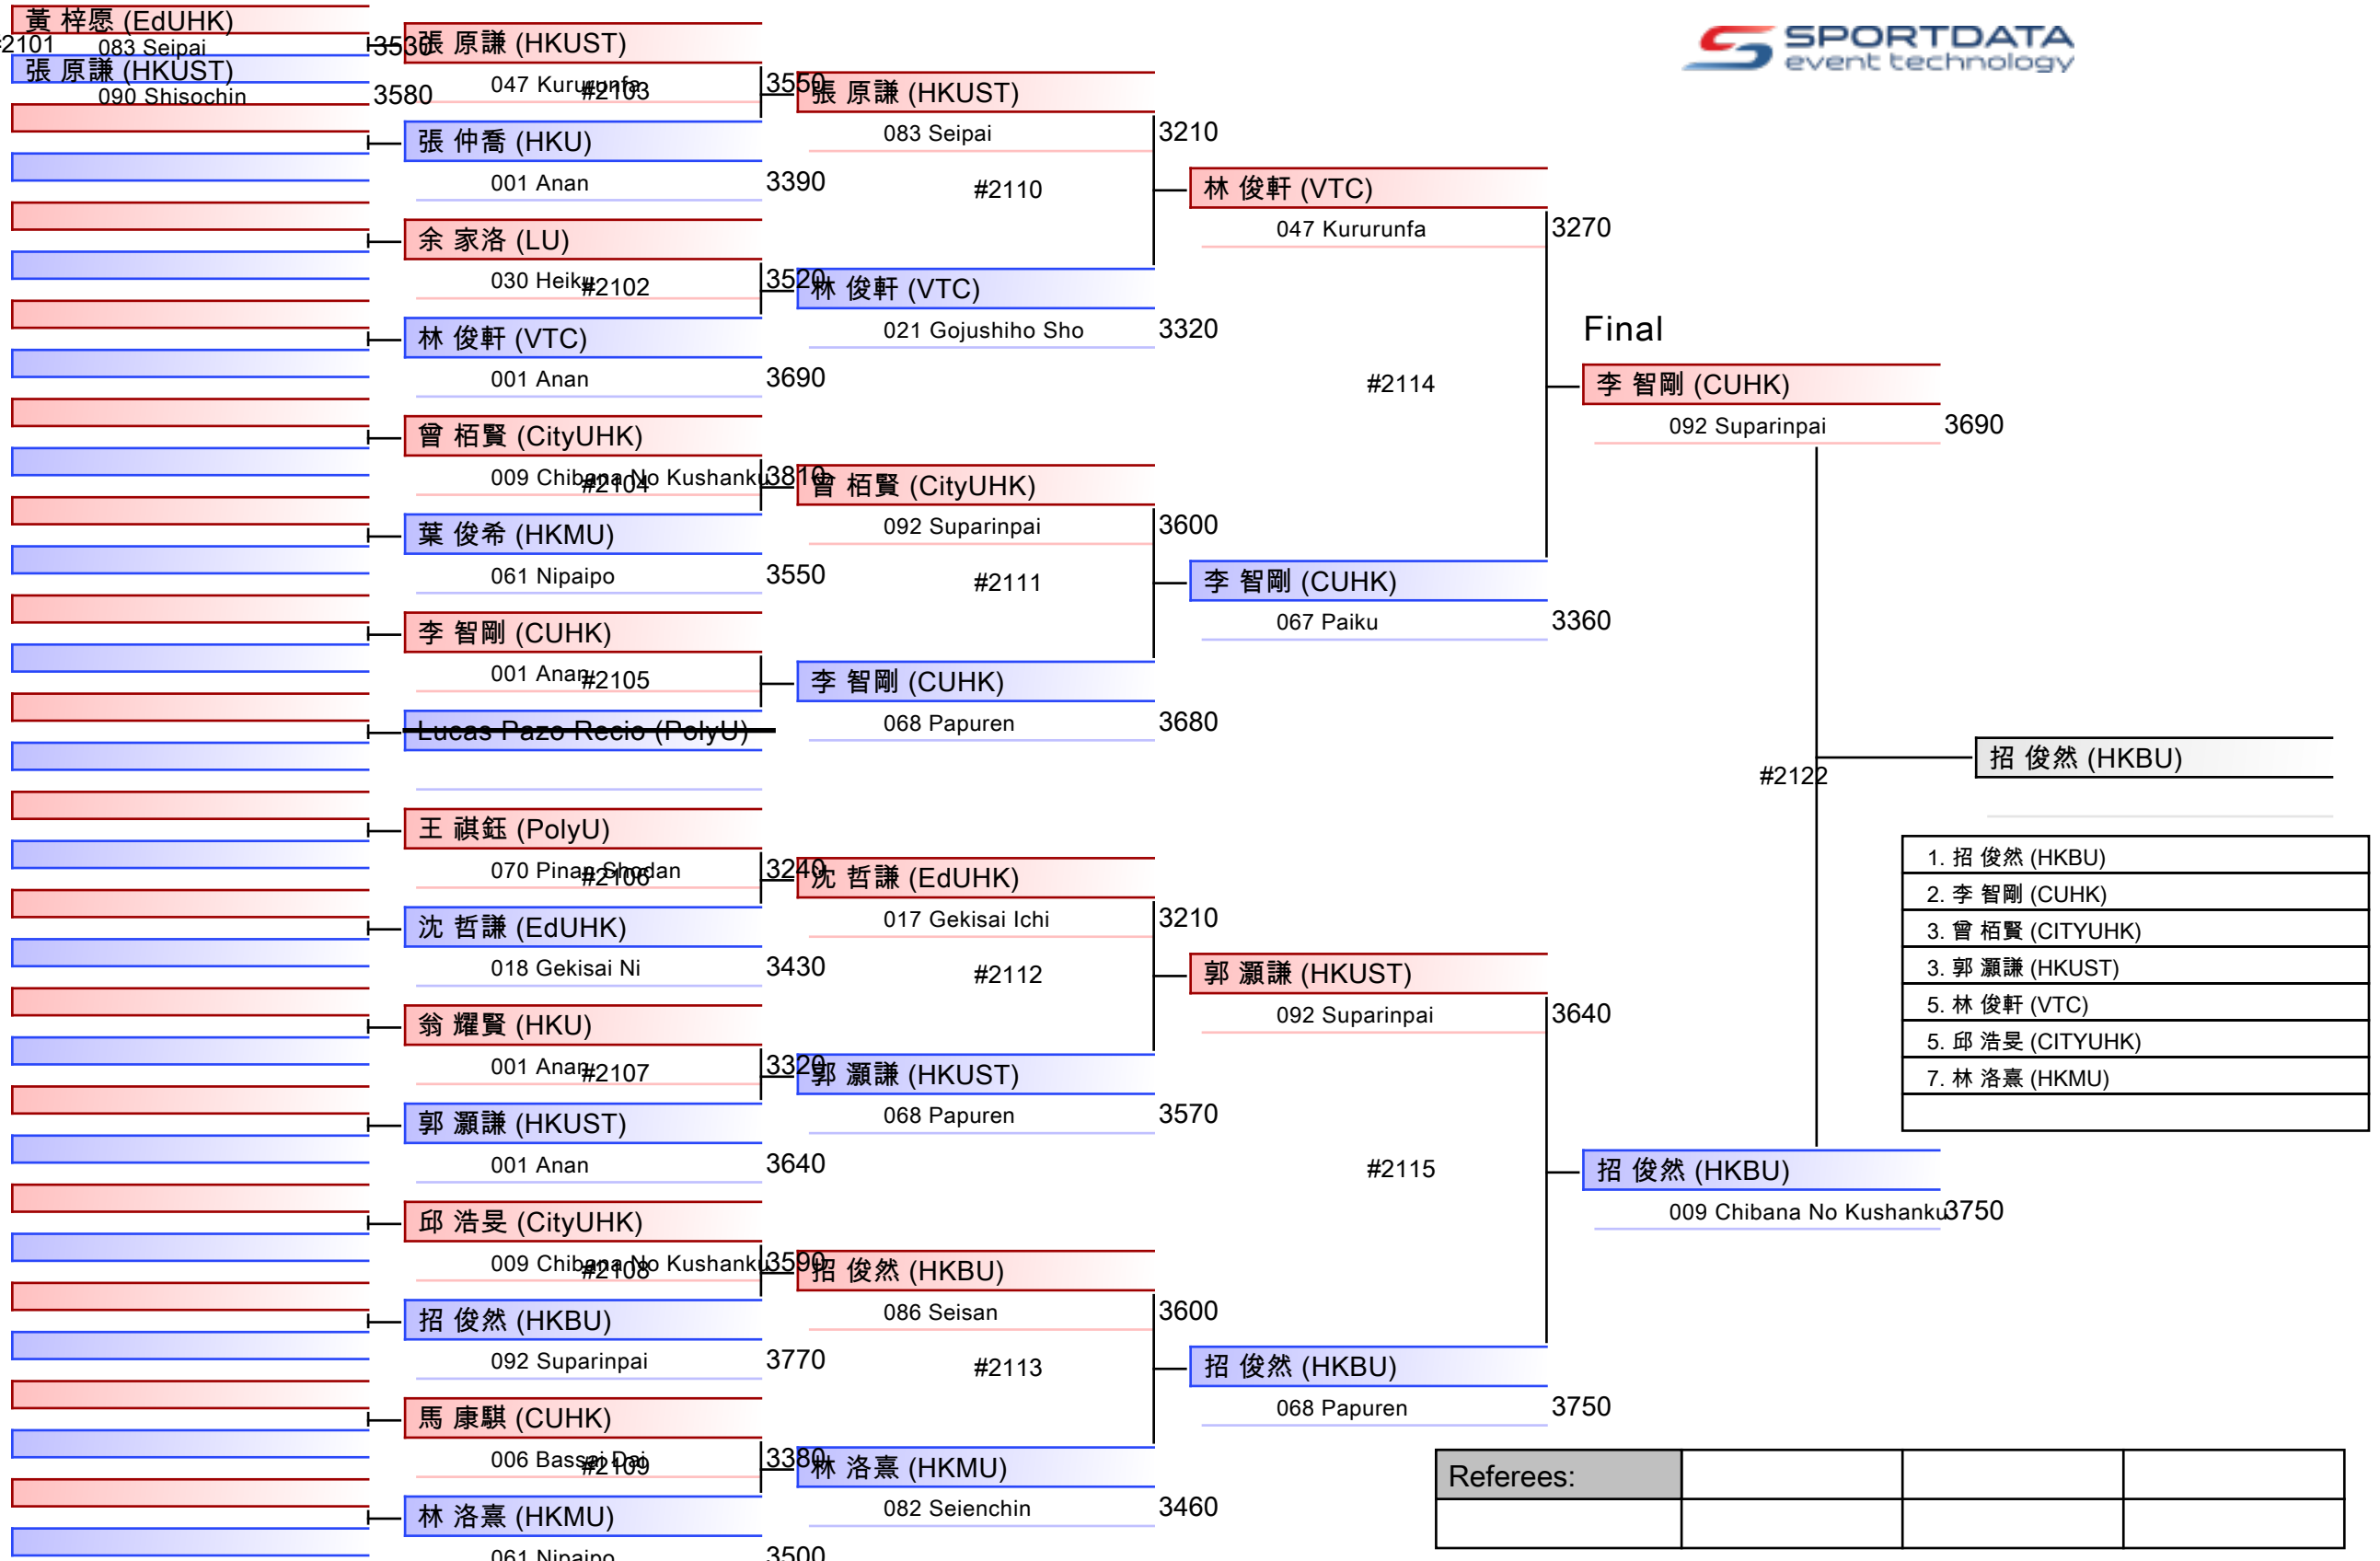 SPORTDATA
event technology
黃 梓愿 (EdUHK)
#2101
083 Seipai
3530
張 原謙 (HKUST)
090 Shisochin
3580
張 原謙 (HKUST)
047 Kururunfa
#2103
3550
張 仲喬 (HKU)
001 Anan
3390
余 家洛 (LU)
030 Heiku
#2102
3520
林 俊軒 (VTC)
001 Anan
3690
曾 栢賢 (CityUHK)
009 Chibana No Kushanku
#2104
3810
葉 俊希 (HKMU)
061 Nipaipo
3550
李 智剛 (CUHK)
001 Anan
#2105
Lucas Pazo Recio (PolyU)
王 祺鈺 (PolyU)
070 Pinan Shodan
#2106
3240
沈 哲謙 (EdUHK)
018 Gekisai Ni
3430
翁 耀賢 (HKU)
001 Anan
#2107
3320
郭 灝謙 (HKUST)
001 Anan
3640
邱 浩旻 (CityUHK)
009 Chibana No Kushanku
#2108
3590
招 俊然 (HKBU)
092 Suparinpai
3770
馬 康騏 (CUHK)
006 Bassai Dai
#2109
3380
林 洛熹 (HKMU)
061 Nipaipo
3500
張 原謙 (HKUST)
083 Seipai
3210
#2110
林 俊軒 (VTC)
021 Gojushiho Sho
3320
曾 栢賢 (CityUHK)
092 Suparinpai
3600
#2111
李 智剛 (CUHK)
068 Papuren
3680
沈 哲謙 (EdUHK)
017 Gekisai Ichi
3210
#2112
郭 灝謙 (HKUST)
068 Papuren
3570
招 俊然 (HKBU)
086 Seisan
3600
#2113
林 洛熹 (HKMU)
082 Seienchin
3460
林 俊軒 (VTC)
047 Kururunfa
3270
#2114
李 智剛 (CUHK)
067 Paiku
3360
郭 灝謙 (HKUST)
092 Suparinpai
3640
#2115
招 俊然 (HKBU)
068 Papuren
3750
Final
李 智剛 (CUHK)
092 Suparinpai
3690
#2122
招 俊然 (HKBU)
009 Chibana No Kushanku
3750
招 俊然 (HKBU)
1. 招 俊然 (HKBU)
2. 李 智剛 (CUHK)
3. 曾 栢賢 (CITYUHK)
3. 郭 灝謙 (HKUST)
5. 林 俊軒 (VTC)
5. 邱 浩旻 (CITYUHK)
7. 林 洛熹 (HKMU)
Referees: